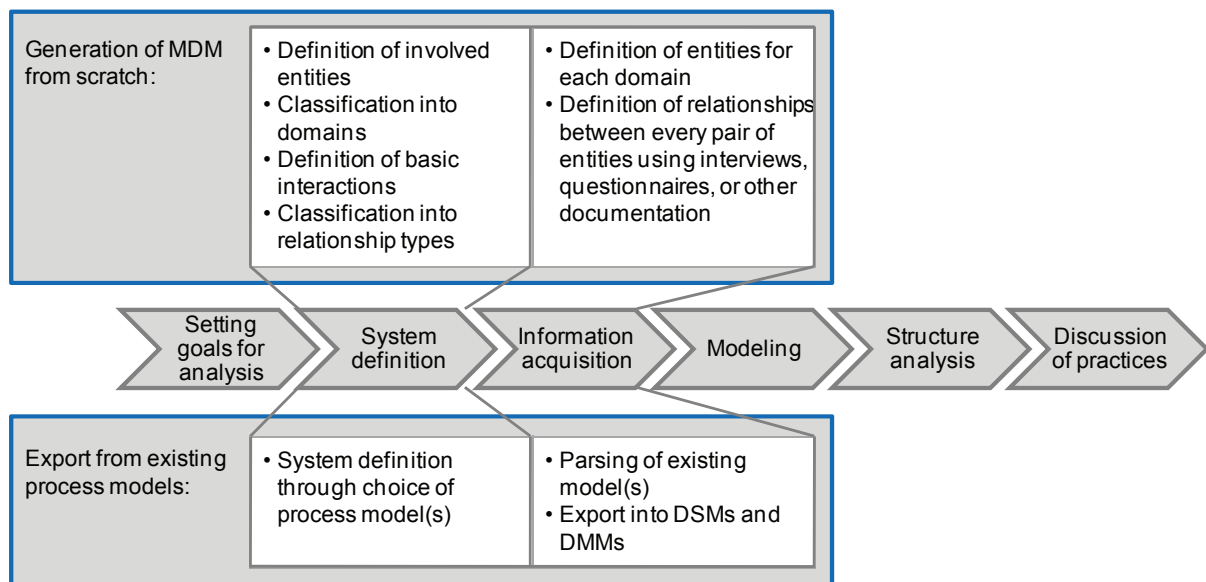 Generation of MDM
from scratch:
• Definition of involved
entities
• Classification into
domains
• Definition of basic
interactions
• Classification into
relationship types
• Definition of entities for
each domain
• Definition of relationships
between every pair of
entities using interviews,
questionnaires, or other
documentation
Setting
goals for
analysis
System
definition
Information
acquisition
Modeling
Structure
analysis
Discussion
of practices
Export from existing
process models:
• System definition
through choice of
process model(s)
• Parsing of existing
model(s)
• Export into DSMs and
DMMs